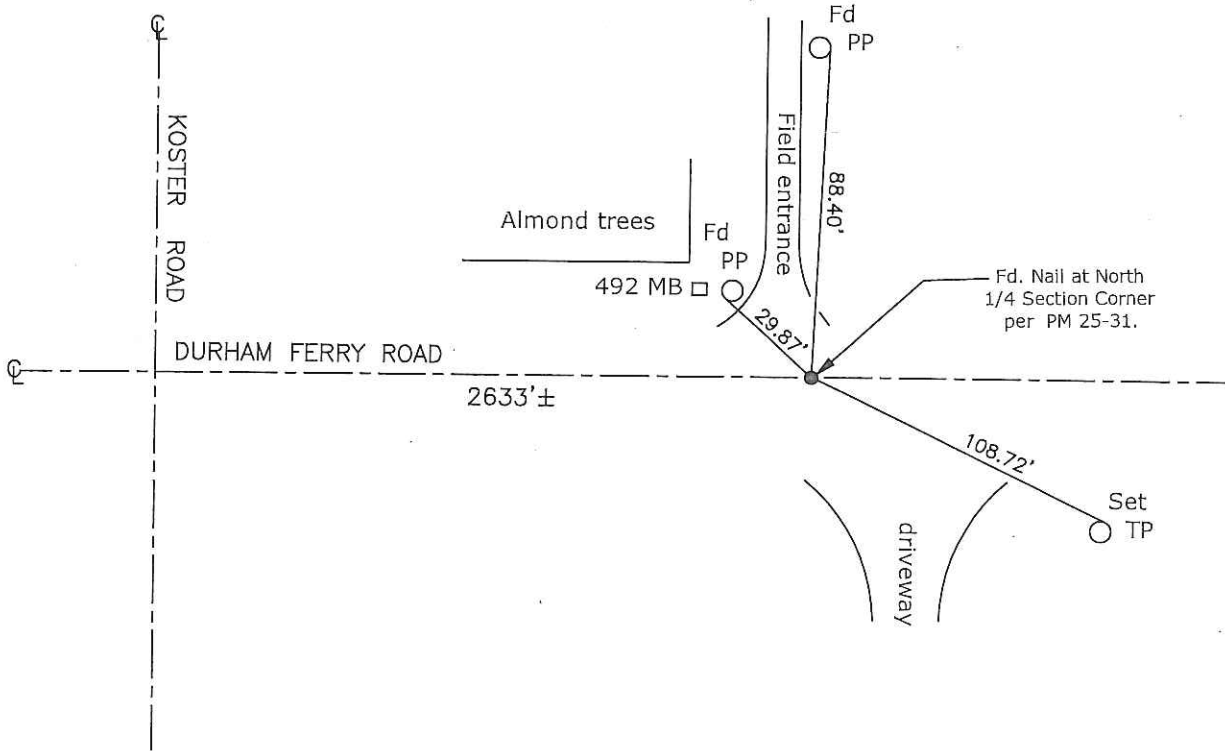 ℄
Fd
PP
KOSTER ROAD
Field entrance
88.40'
Almond trees
Fd
PP
492 MB
29.87'
Fd. Nail at North
1/4 Section Corner
per PM 25-31.
DURHAM FERRY ROAD
℄
2633'±
108.72'
Set
TP
driveway